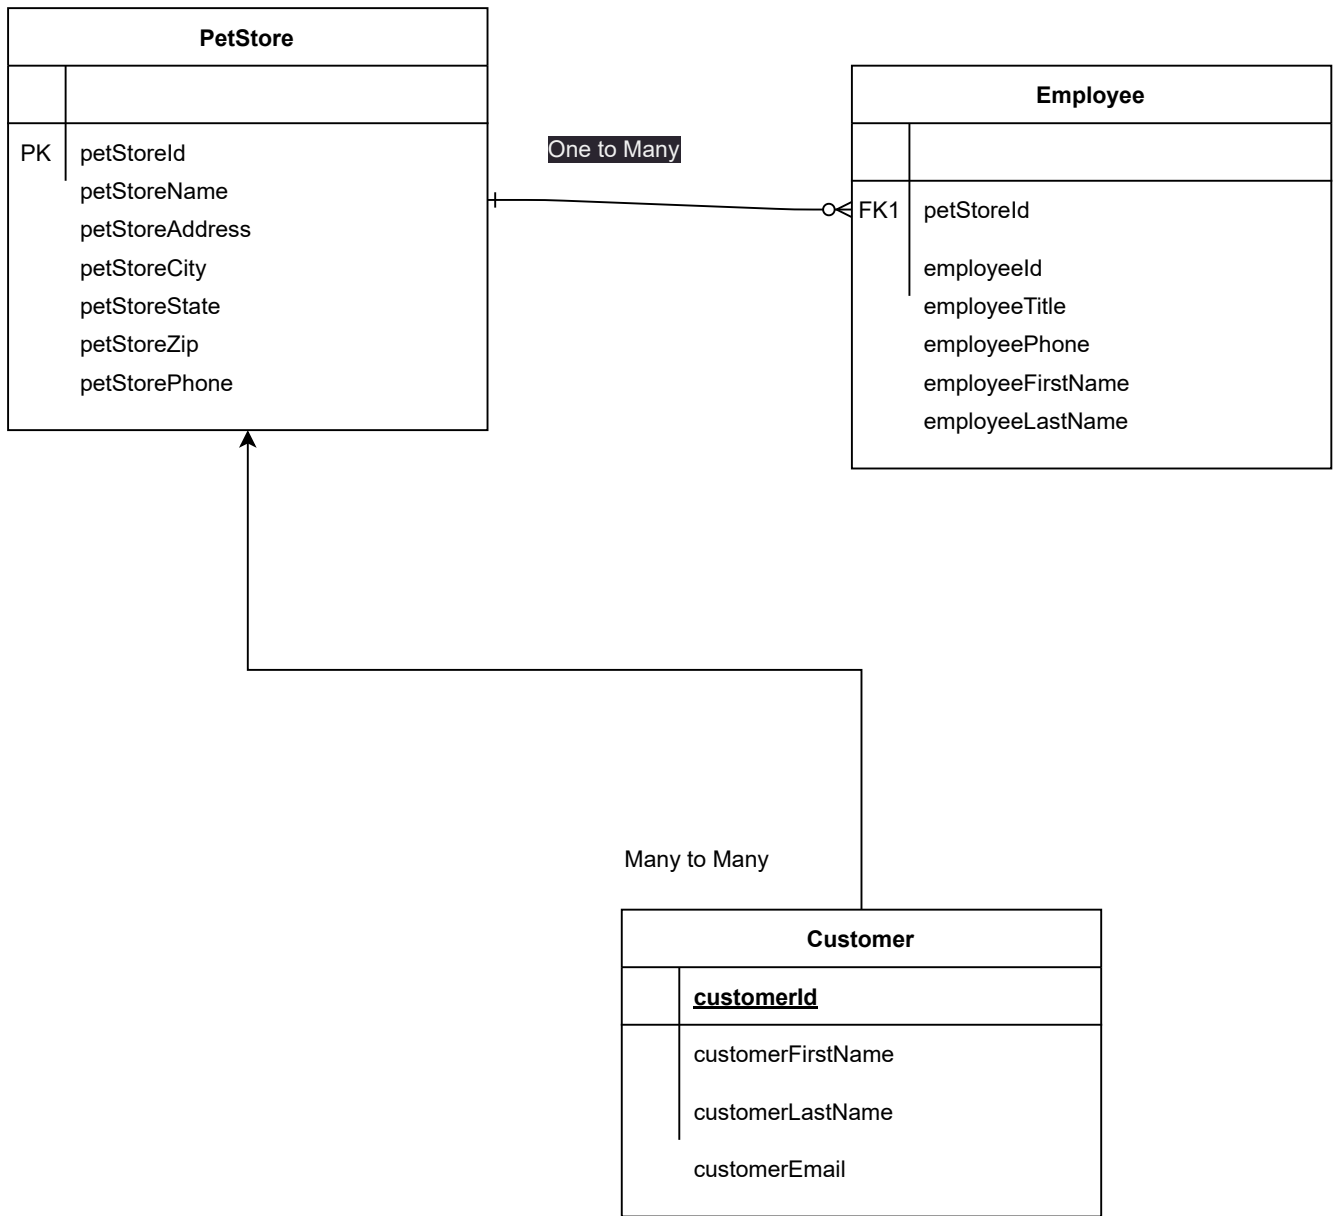 PetStore
PK petStoreId
petStoreName
petStoreAddress
petStoreCity
petStoreState
petStoreZip
petStorePhone
One to Many
Employee
FK1 petStoreId
employeeId
employeeTitle
employeePhone
employeeFirstName
employeeLastName
Many to Many
Customer
customerId
customerFirstName
customerLastName
customerEmail